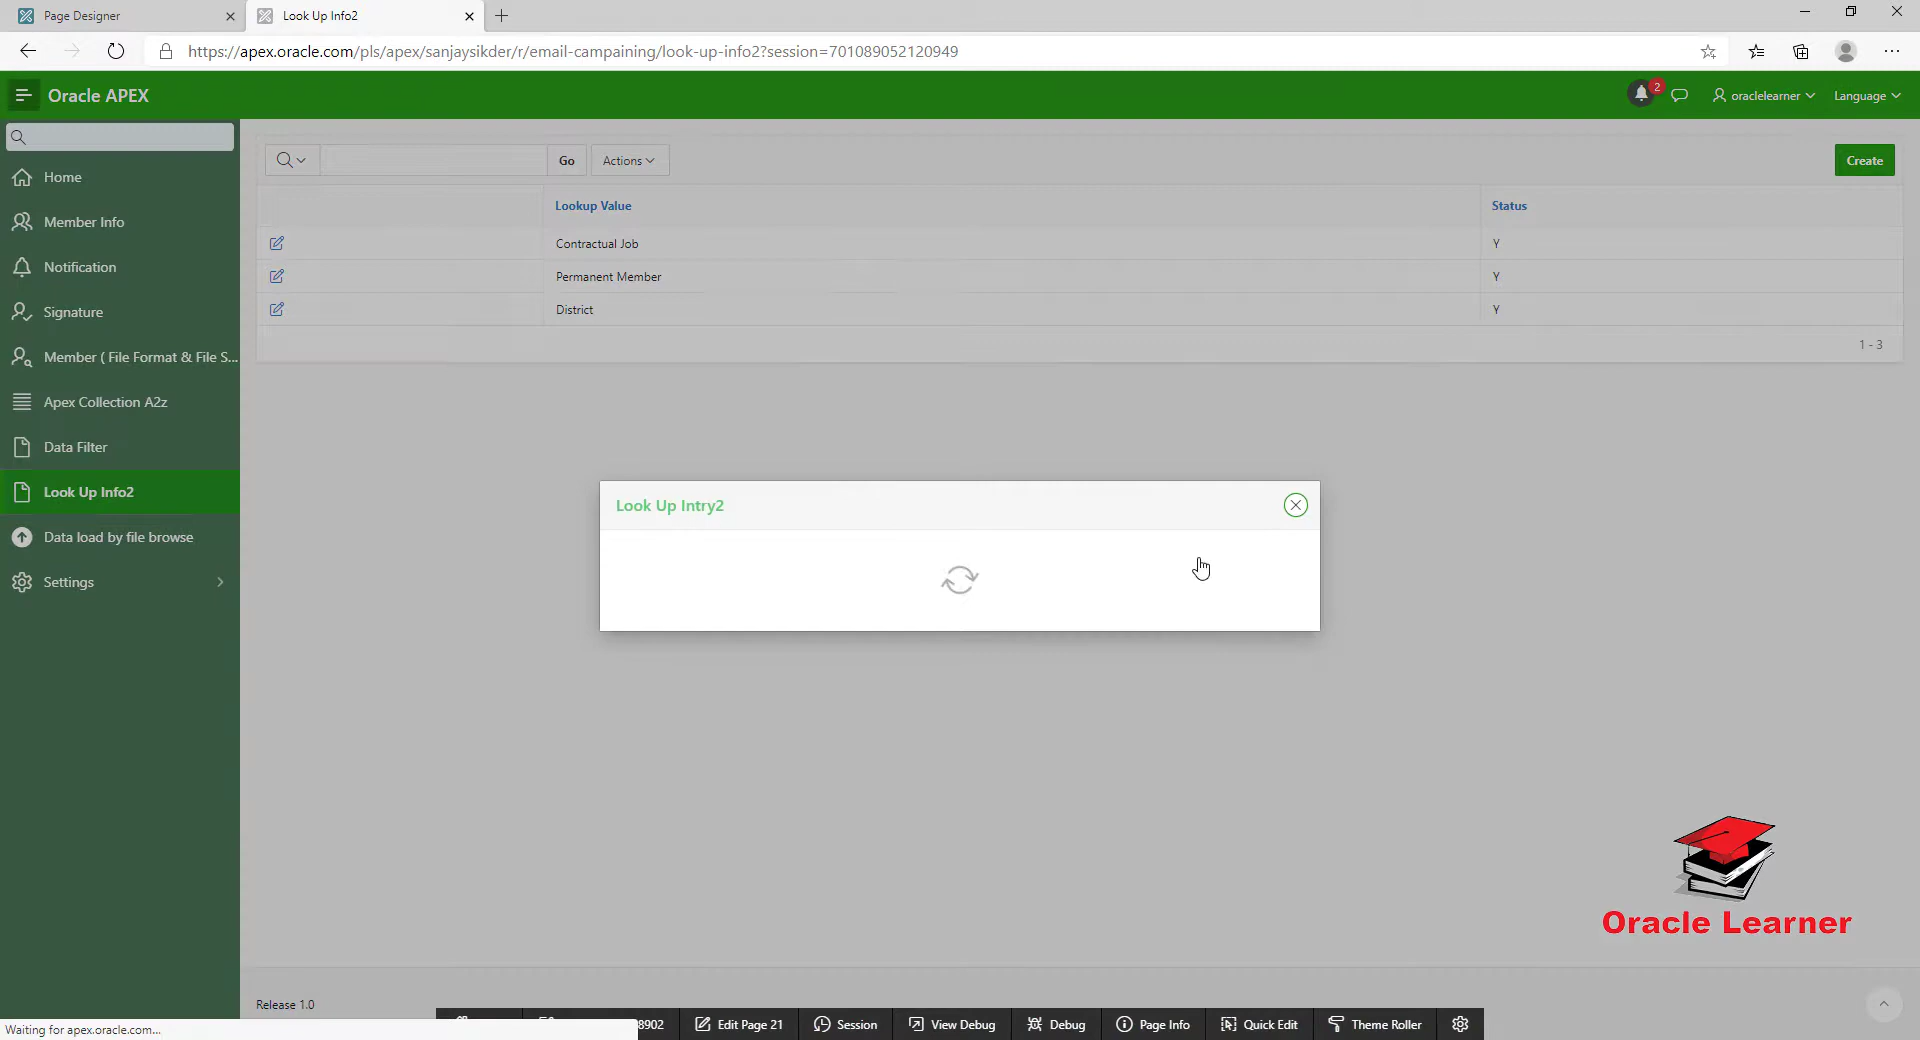 Page Designer
Look Up Info2
https://apex.oracle.com/pls/apex/sanjaysikder/r/email-campaining/look-up-info2?session=701089052120949
Oracle APEX
2
oraclelearner
Language
Home
Member Info
Notification
Signature
Member ( File Format & File S...
Apex Collection A2z
Data Filter
Look Up Info2
Data load by file browse
Settings
Go
Actions
Create
Lookup Value
Status
Contractual Job
Y
Permanent Member
Y
District
Y
1 - 3
Look Up Intry2
Oracle Learner
Release 1.0
Waiting for apex.oracle.com...
8902
Edit Page 21
Session
View Debug
Debug
Page Info
Quick Edit
Theme Roller